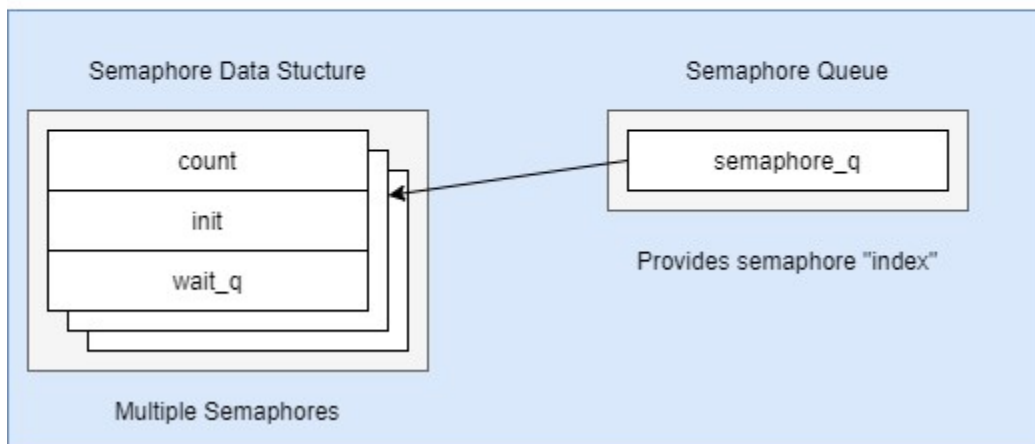 Semaphore Data Stucture
count
init
wait_q
Multiple Semaphores
Semaphore Queue
semaphore_q
Provides semaphore "index"